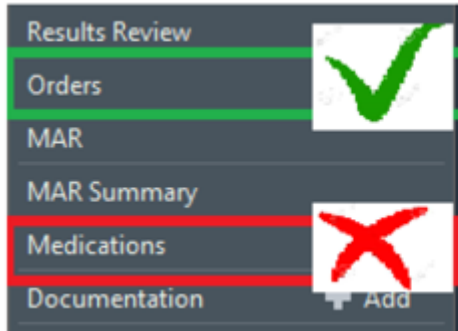 Results Review
Orders
MAR
MAR Summary
Medications
Documentation Add